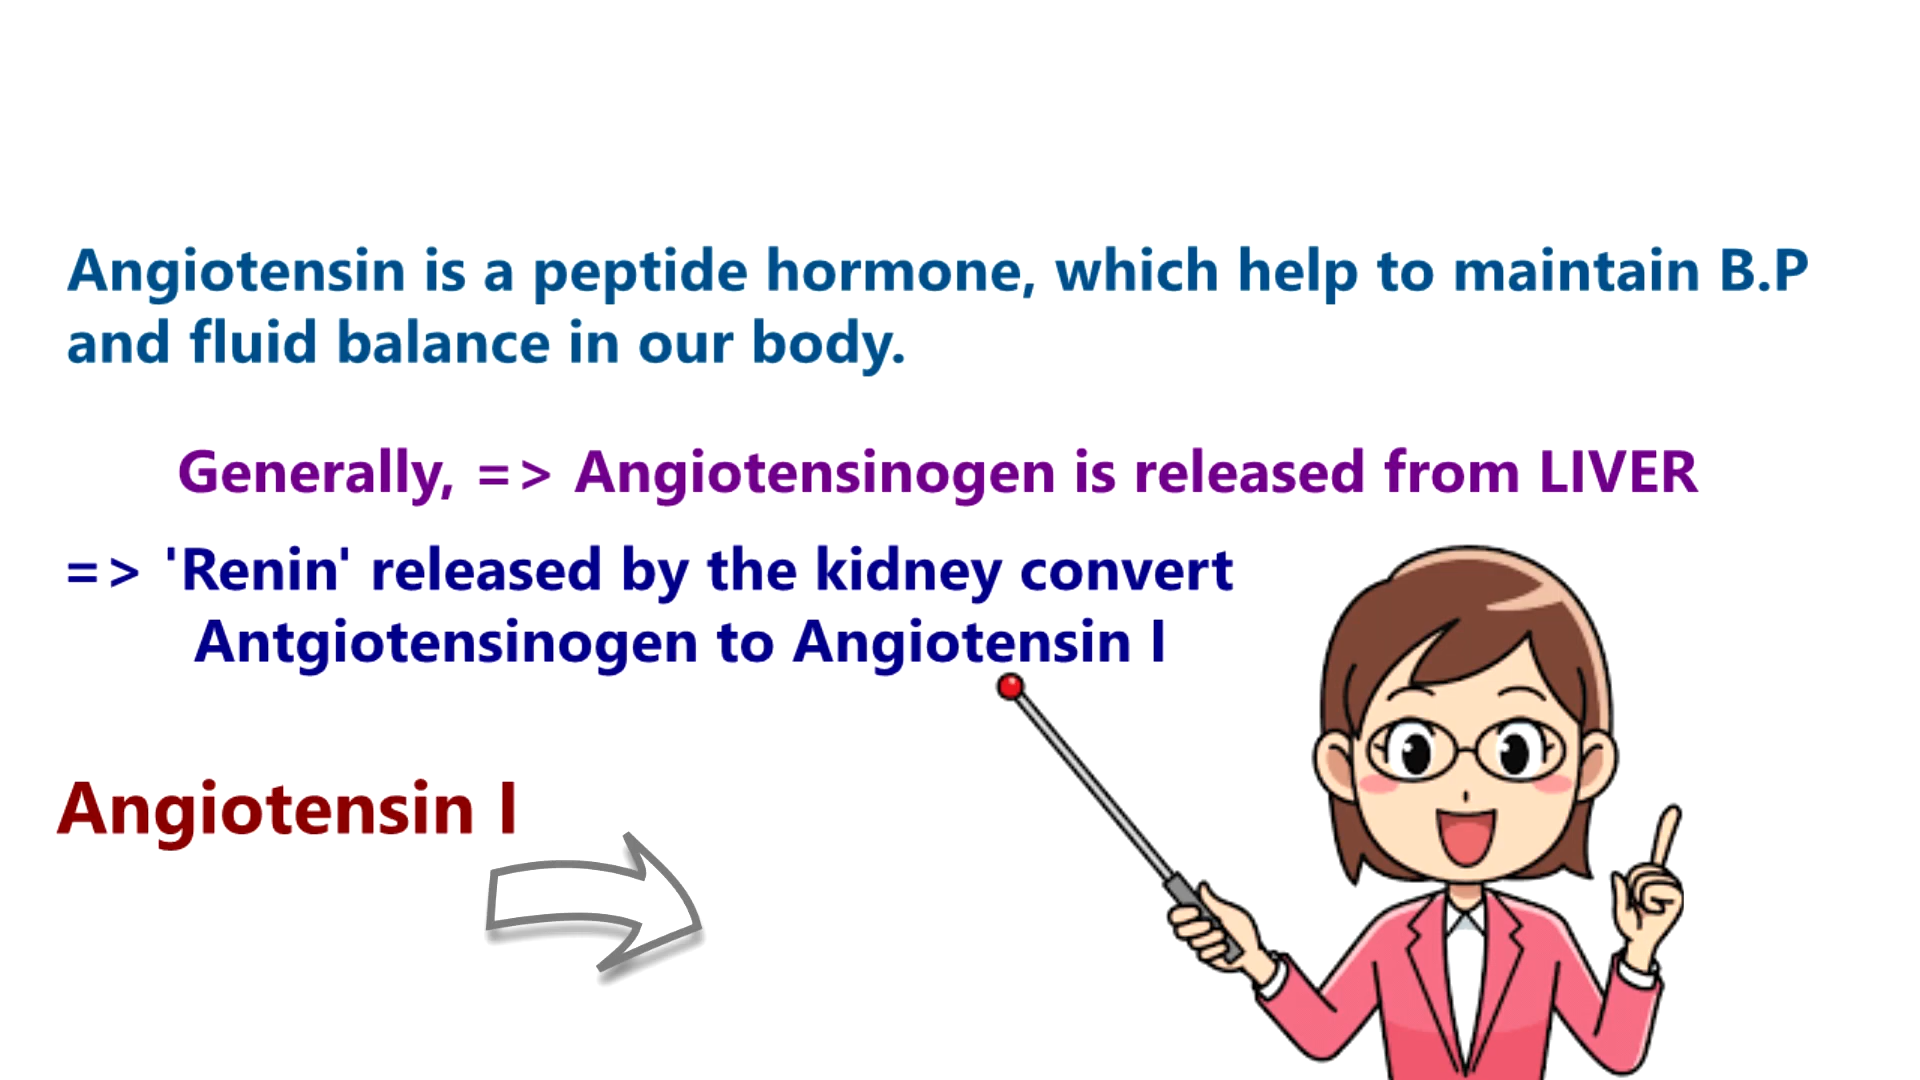 Angiotensin is a peptide hormone, which help to maintain B.P
and fluid balance in our body.
Generally, => Angiotensinogen is released from LIVER
=> 'Renin' released by the kidney convert
Antgiotensinogen to Angiotensin I
Angiotensin I